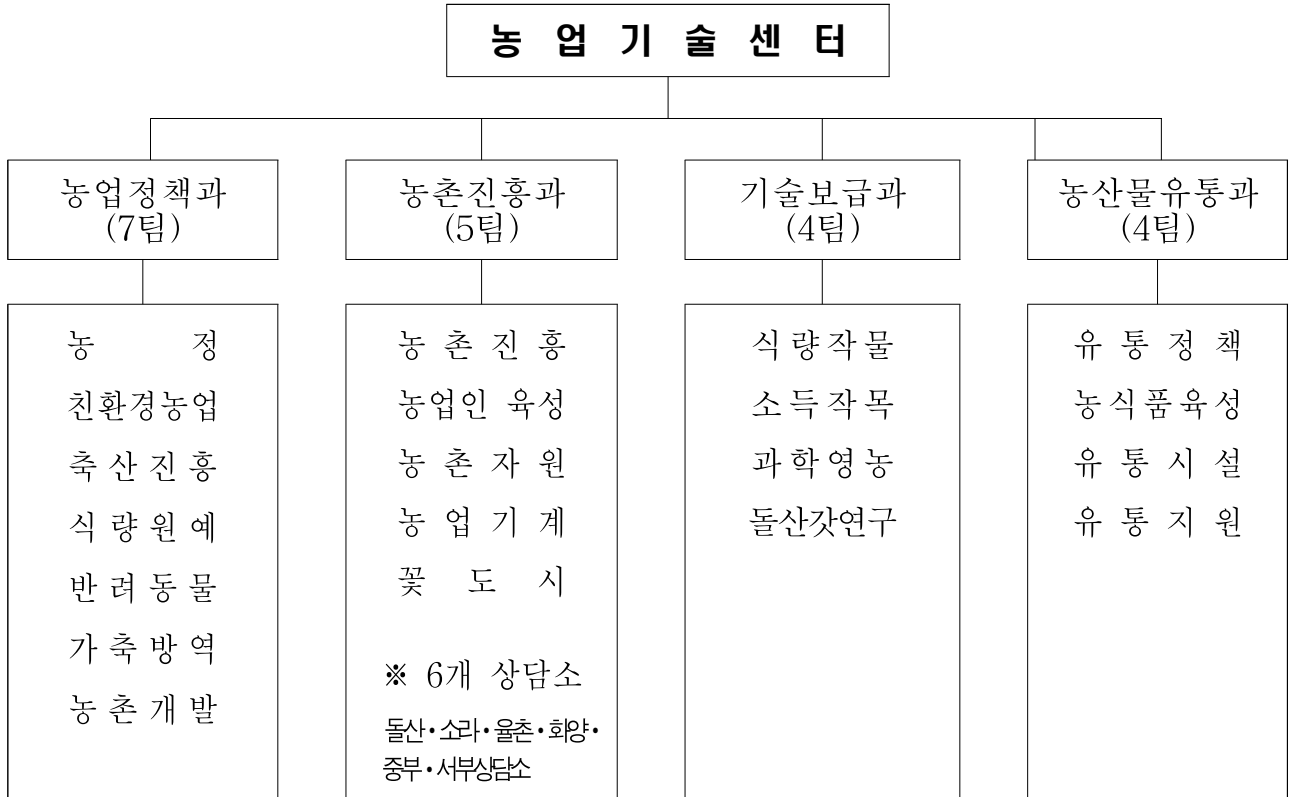 농업기술센터
농업정책과
(7팀)
농촌진흥과
(5팀)
기술보급과
(4팀)
농산물유통과
(4팀)
농정
친환경농업
축산진흥
식량원예
반려동물
가축방역
농촌개발
농촌진흥
농업인 육성
농촌자원
농업기계
꽃도시
※ 6개 상담소
돌산·소라·율촌·화양·
중부·서부상담소
식량작물
소득작목
과학영농
돌산갓연구
유통정책
농식품육성
유통시설
유통지원